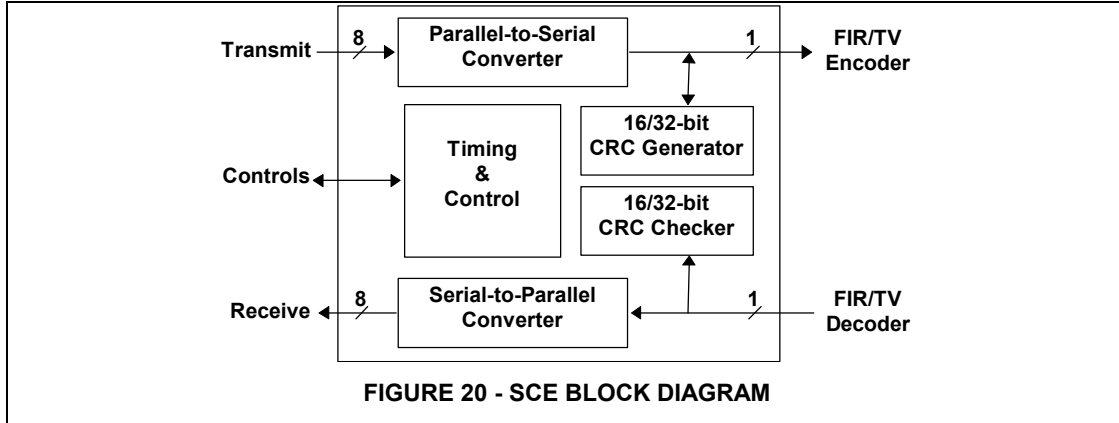 Transmit
8
Parallel-to-Serial
Converter
1
FIR/TV
Encoder
16/32-bit
CRC Generator
Timing
&
Control
Controls
16/32-bit
CRC Checker
Receive
8
Serial-to-Parallel
Converter
1
FIR/TV
Decoder
FIGURE 20 - SCE BLOCK DIAGRAM